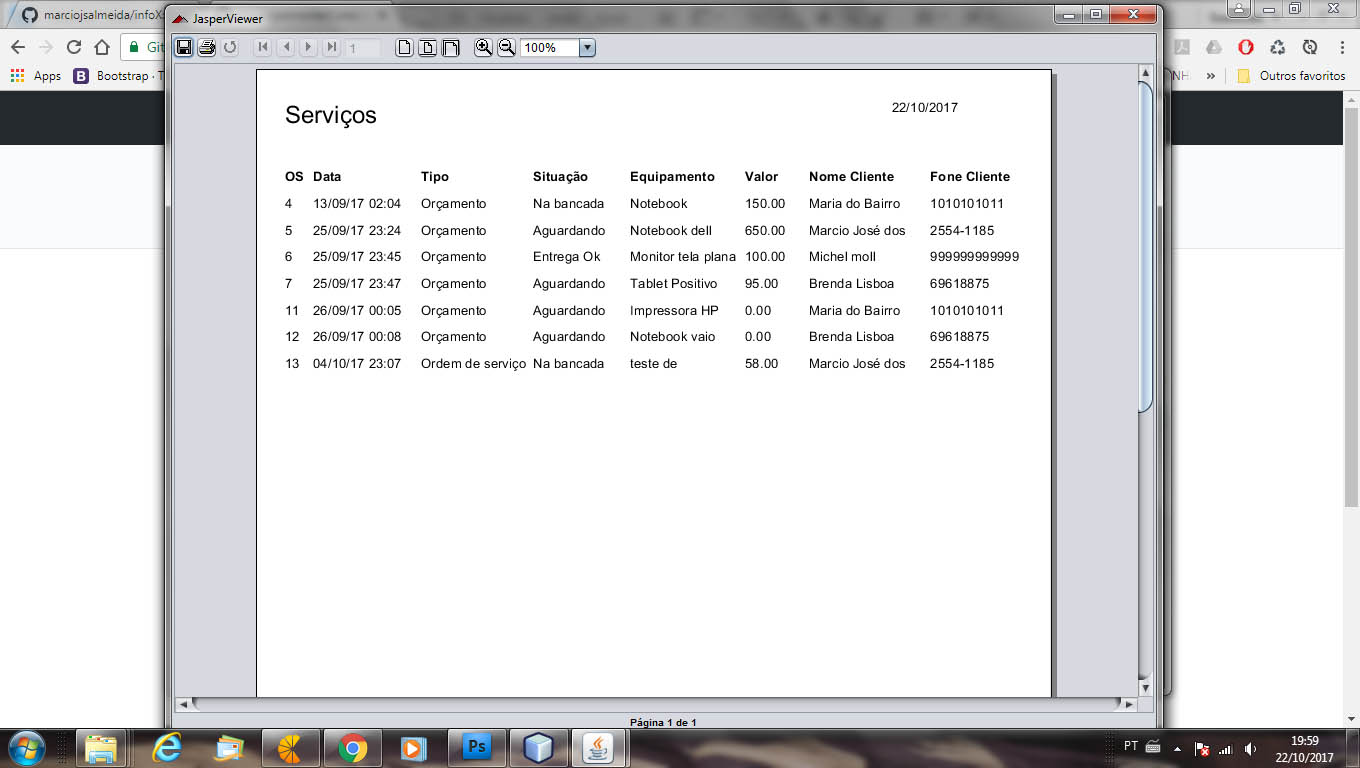 marciojsalmeida/infoX
JasperViewer
1
100%
Git
Apps
Bootstrap · T
NH
»
Outros favoritos
Serviços
22/10/2017
OS Data Tipo Situação Equipamento Valor Nome Cliente Fone Cliente
4 13/09/17 02:04 Orçamento Na bancada Notebook 150.00 Maria do Bairro 1010101011
5 25/09/17 23:24 Orçamento Aguardando Notebook dell 650.00 Marcio José dos 2554-1185
6 25/09/17 23:45 Orçamento Entrega Ok Monitor tela plana 100.00 Michel moll 999999999999
7 25/09/17 23:47 Orçamento Aguardando Tablet Positivo 95.00 Brenda Lisboa 69618875
11 26/09/17 00:05 Orçamento Aguardando Impressora HP 0.00 Maria do Bairro 1010101011
12 26/09/17 00:08 Orçamento Aguardando Notebook vaio 0.00 Brenda Lisboa 69618875
13 04/10/17 23:07 Ordem de serviço Na bancada teste de 58.00 Marcio José dos 2554-1185
Página 1 de 1
Ps
PT
19:59
22/10/2017